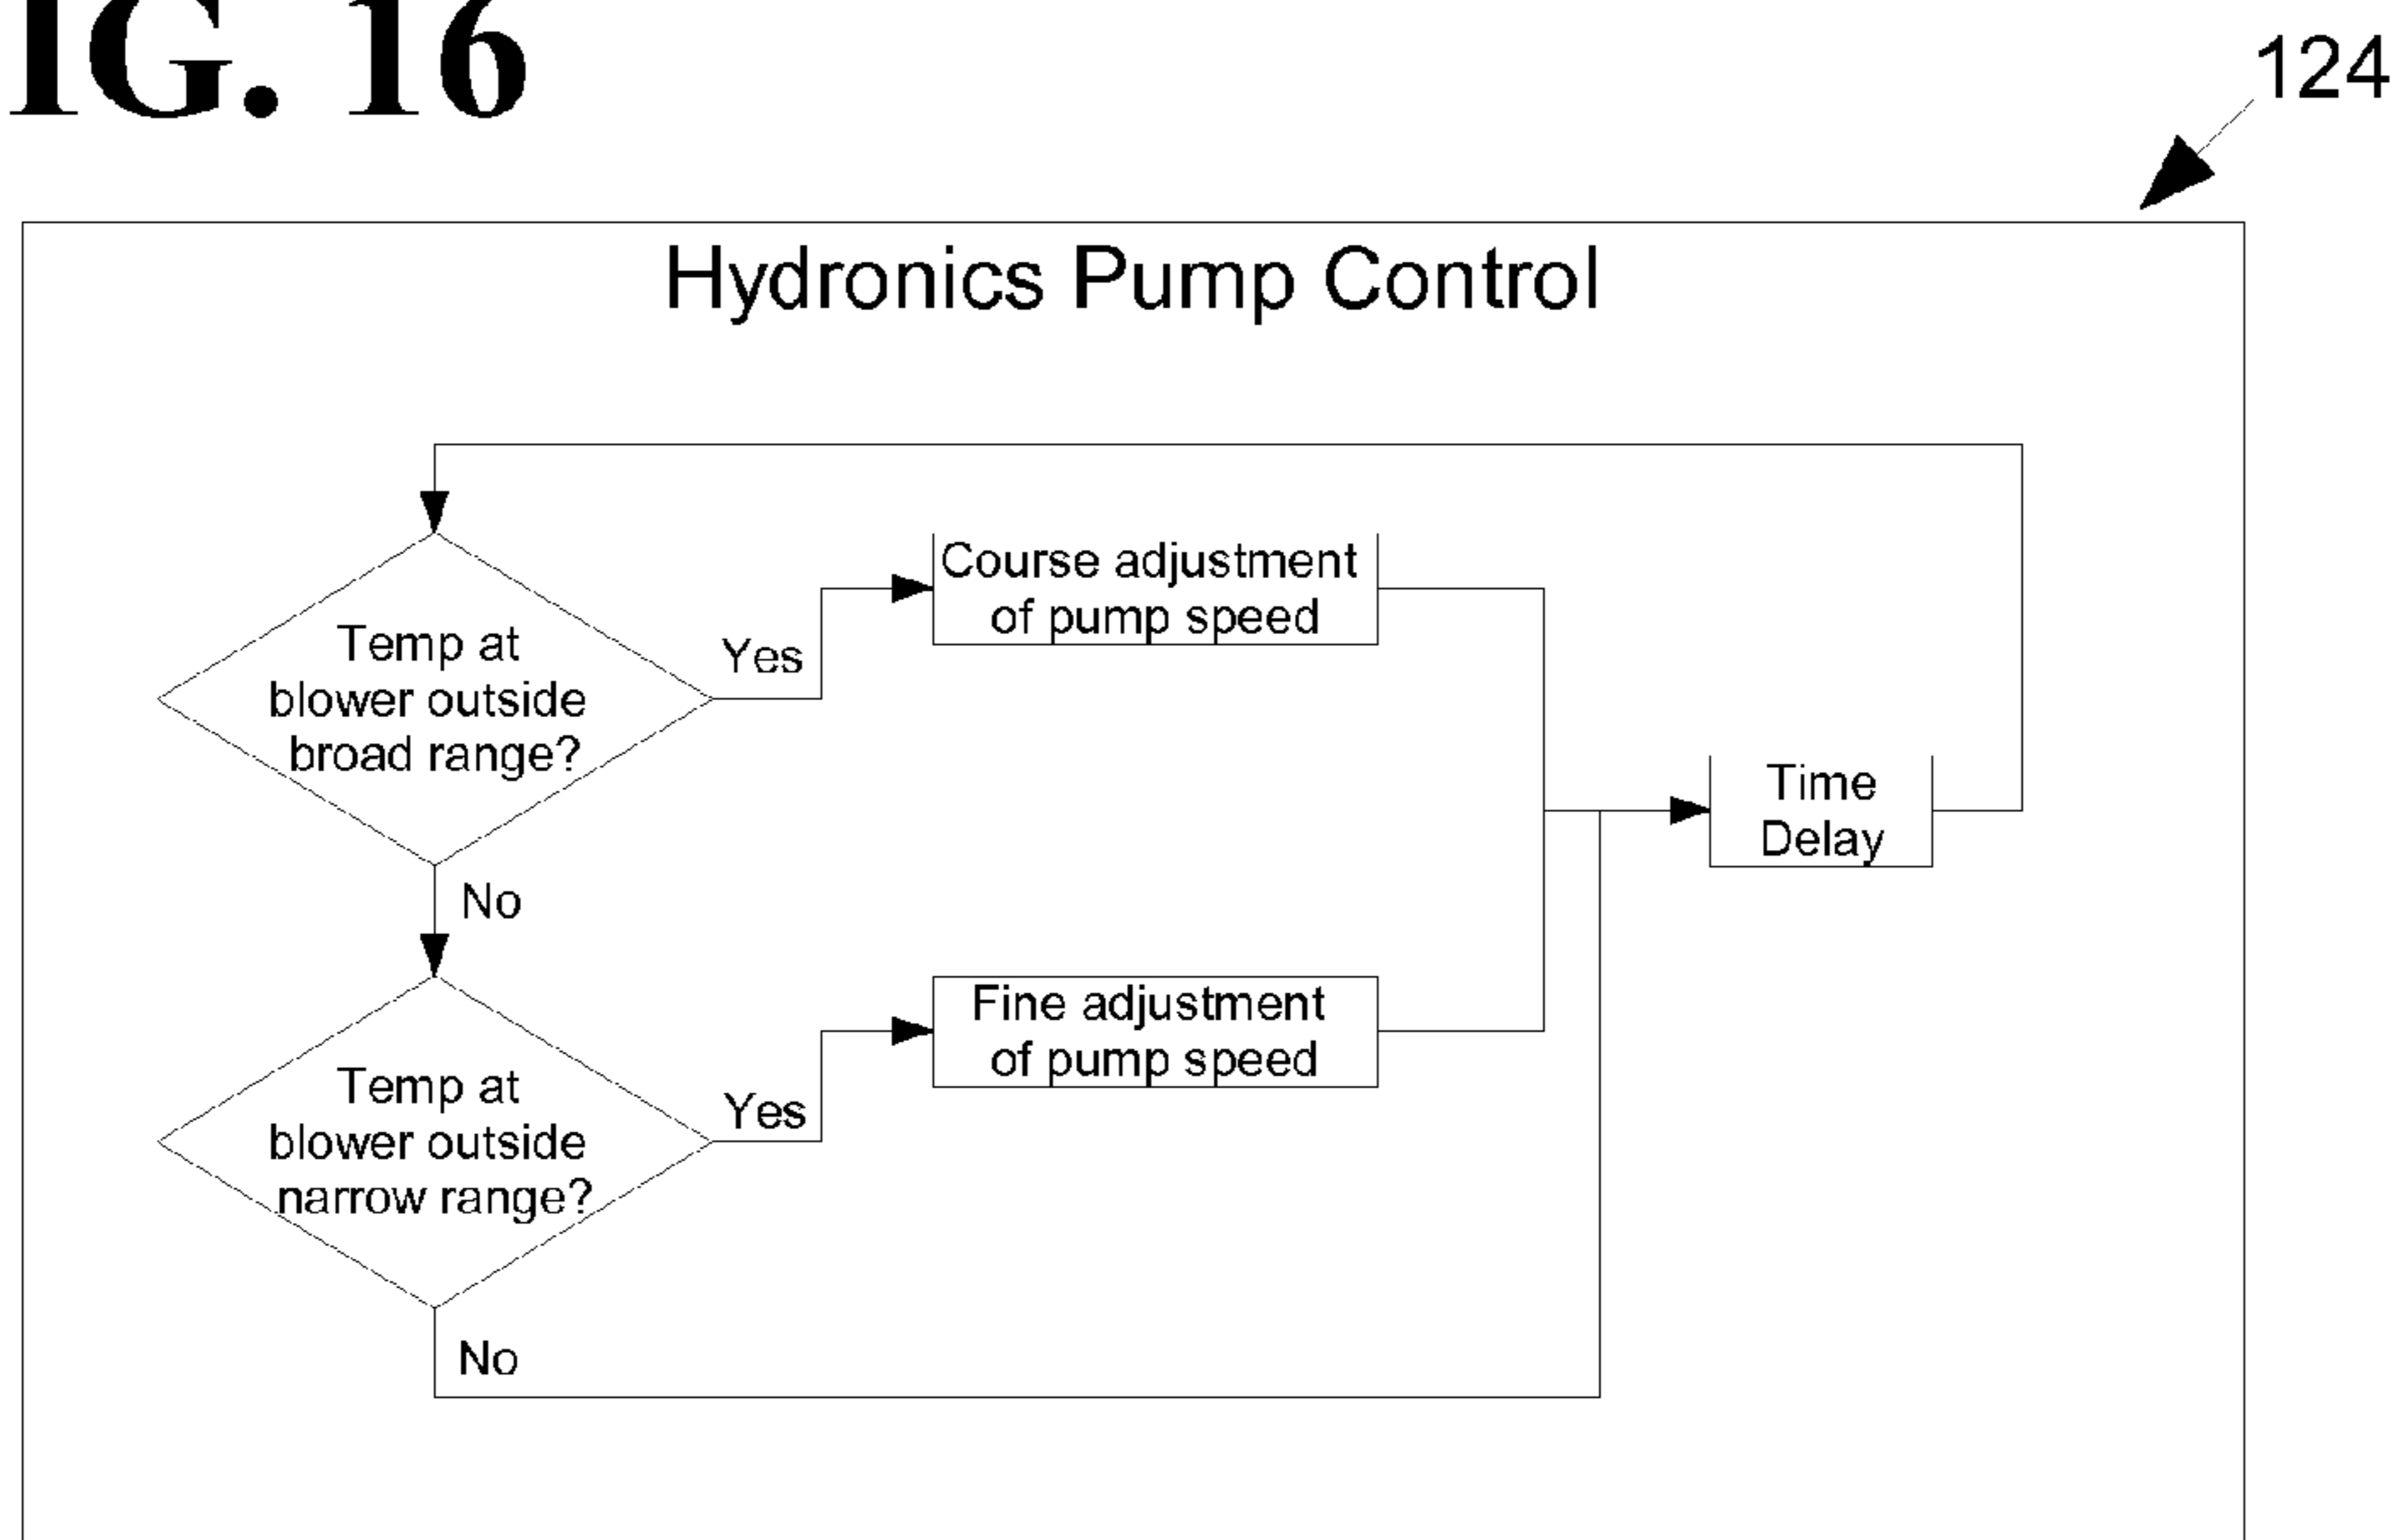 IG. 16
124
Hydronics Pump Control
Temp at
blower outside
broad range?
Yes
Course adjustment
of pump speed
Time
Delay
No
Temp at
blower outside
narrow range?
Yes
Fine adjustment
of pump speed
No